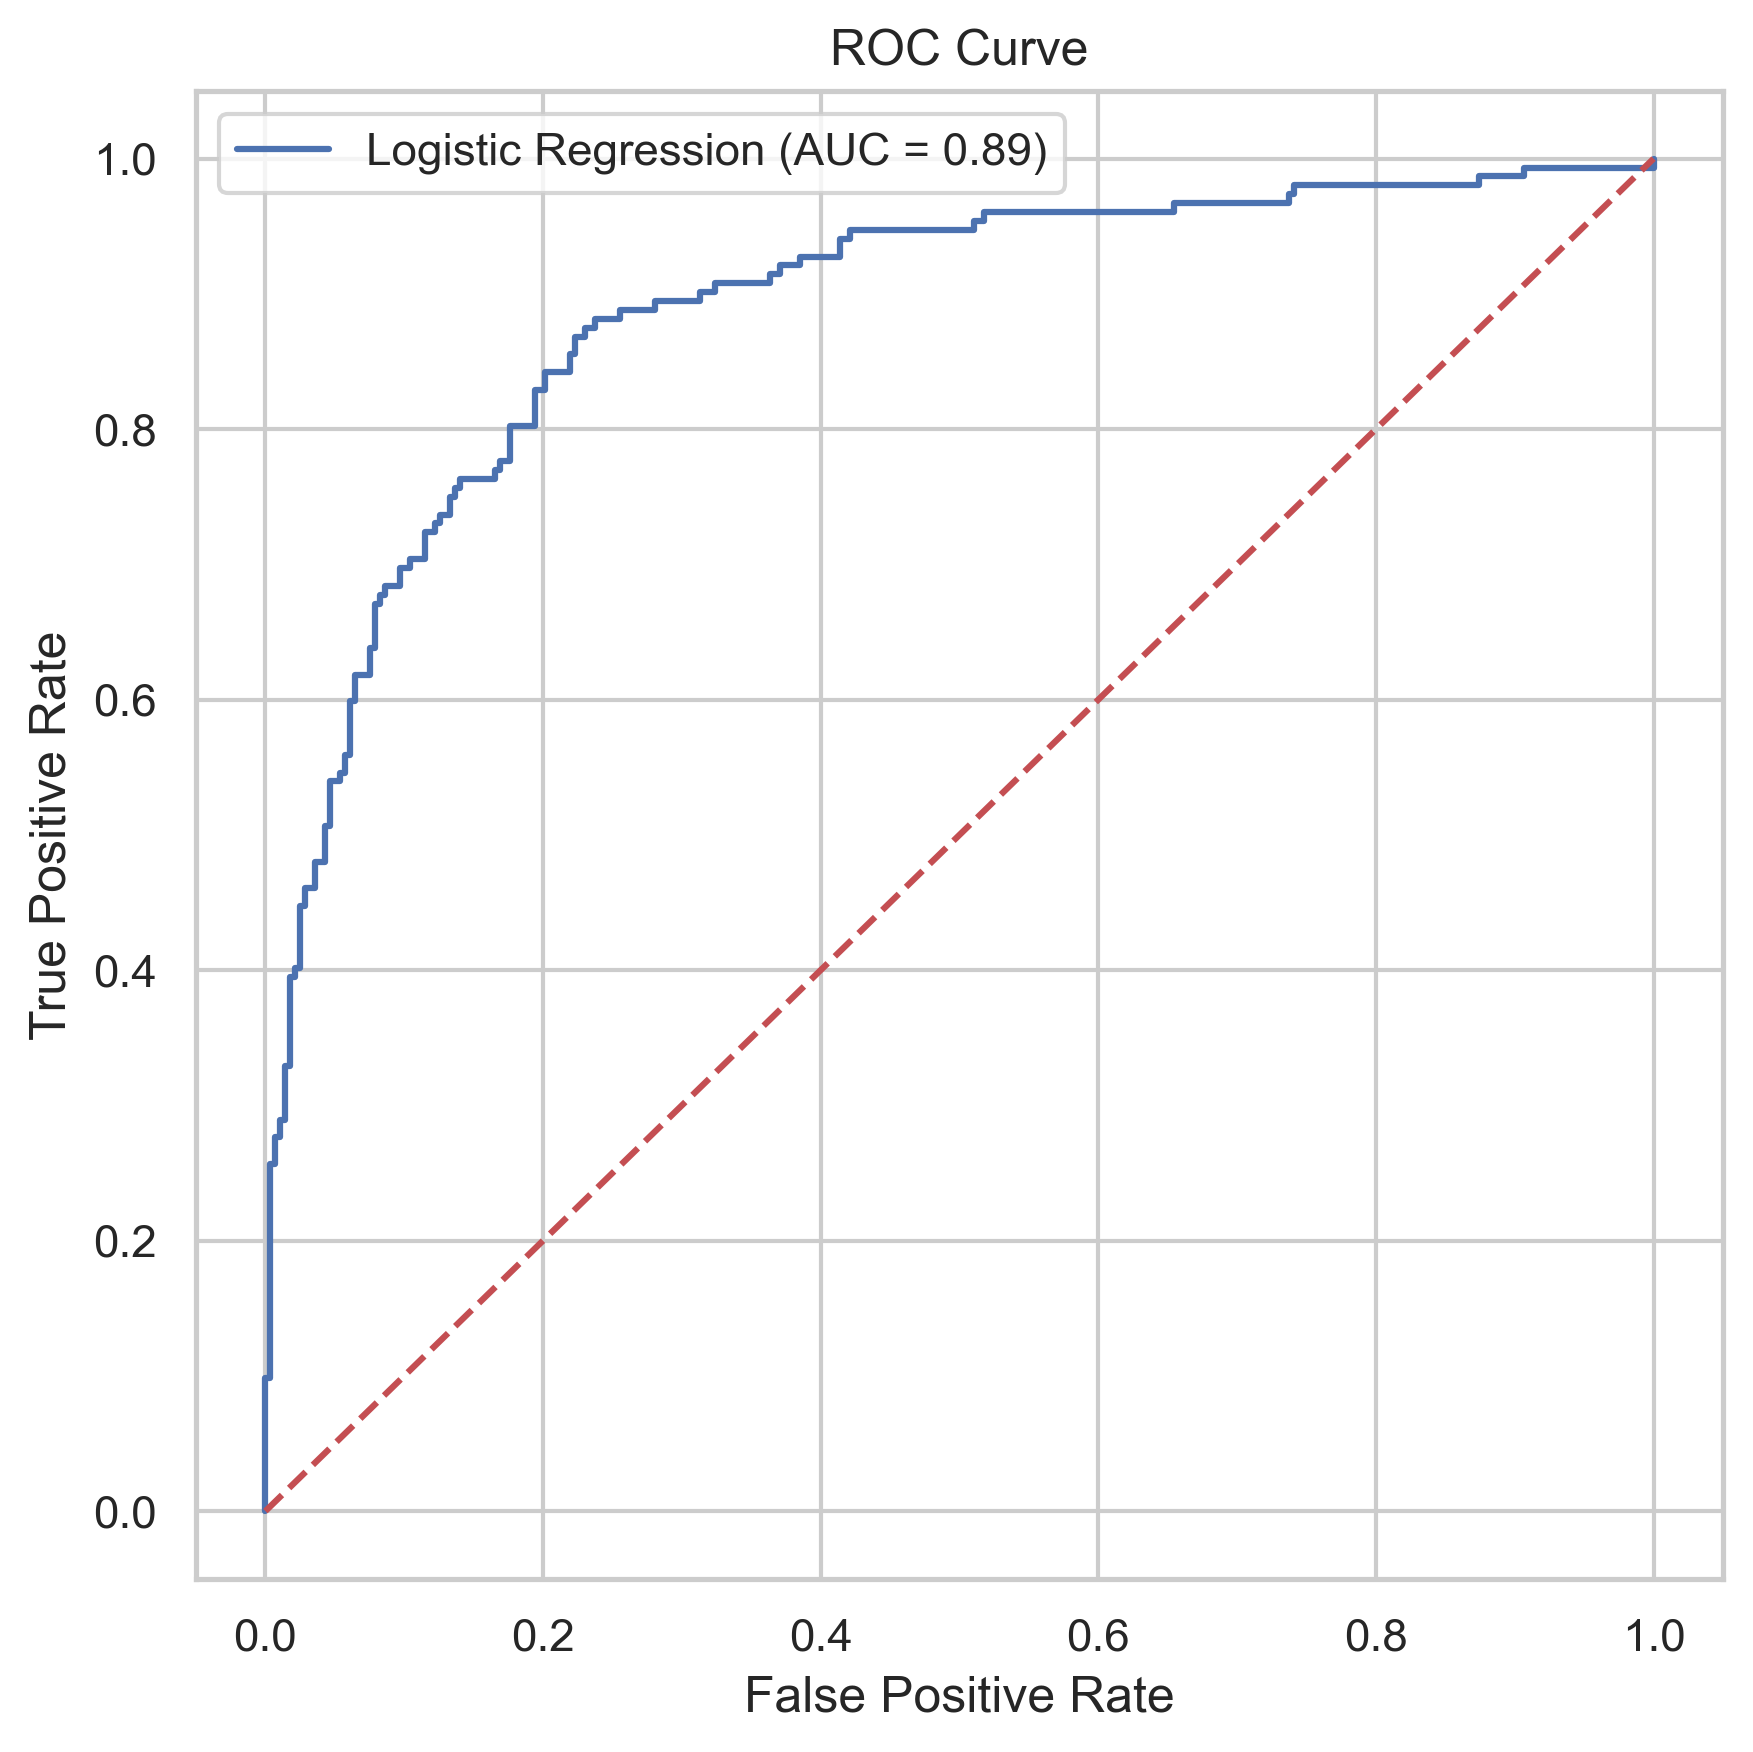 ROC Curve
Logistic Regression (AUC = 0.89)
True Positive Rate
1.0
0.8
0.6
0.4
0.2
0.0
0.0 0.2 0.4 0.6 0.8 1.0
False Positive Rate